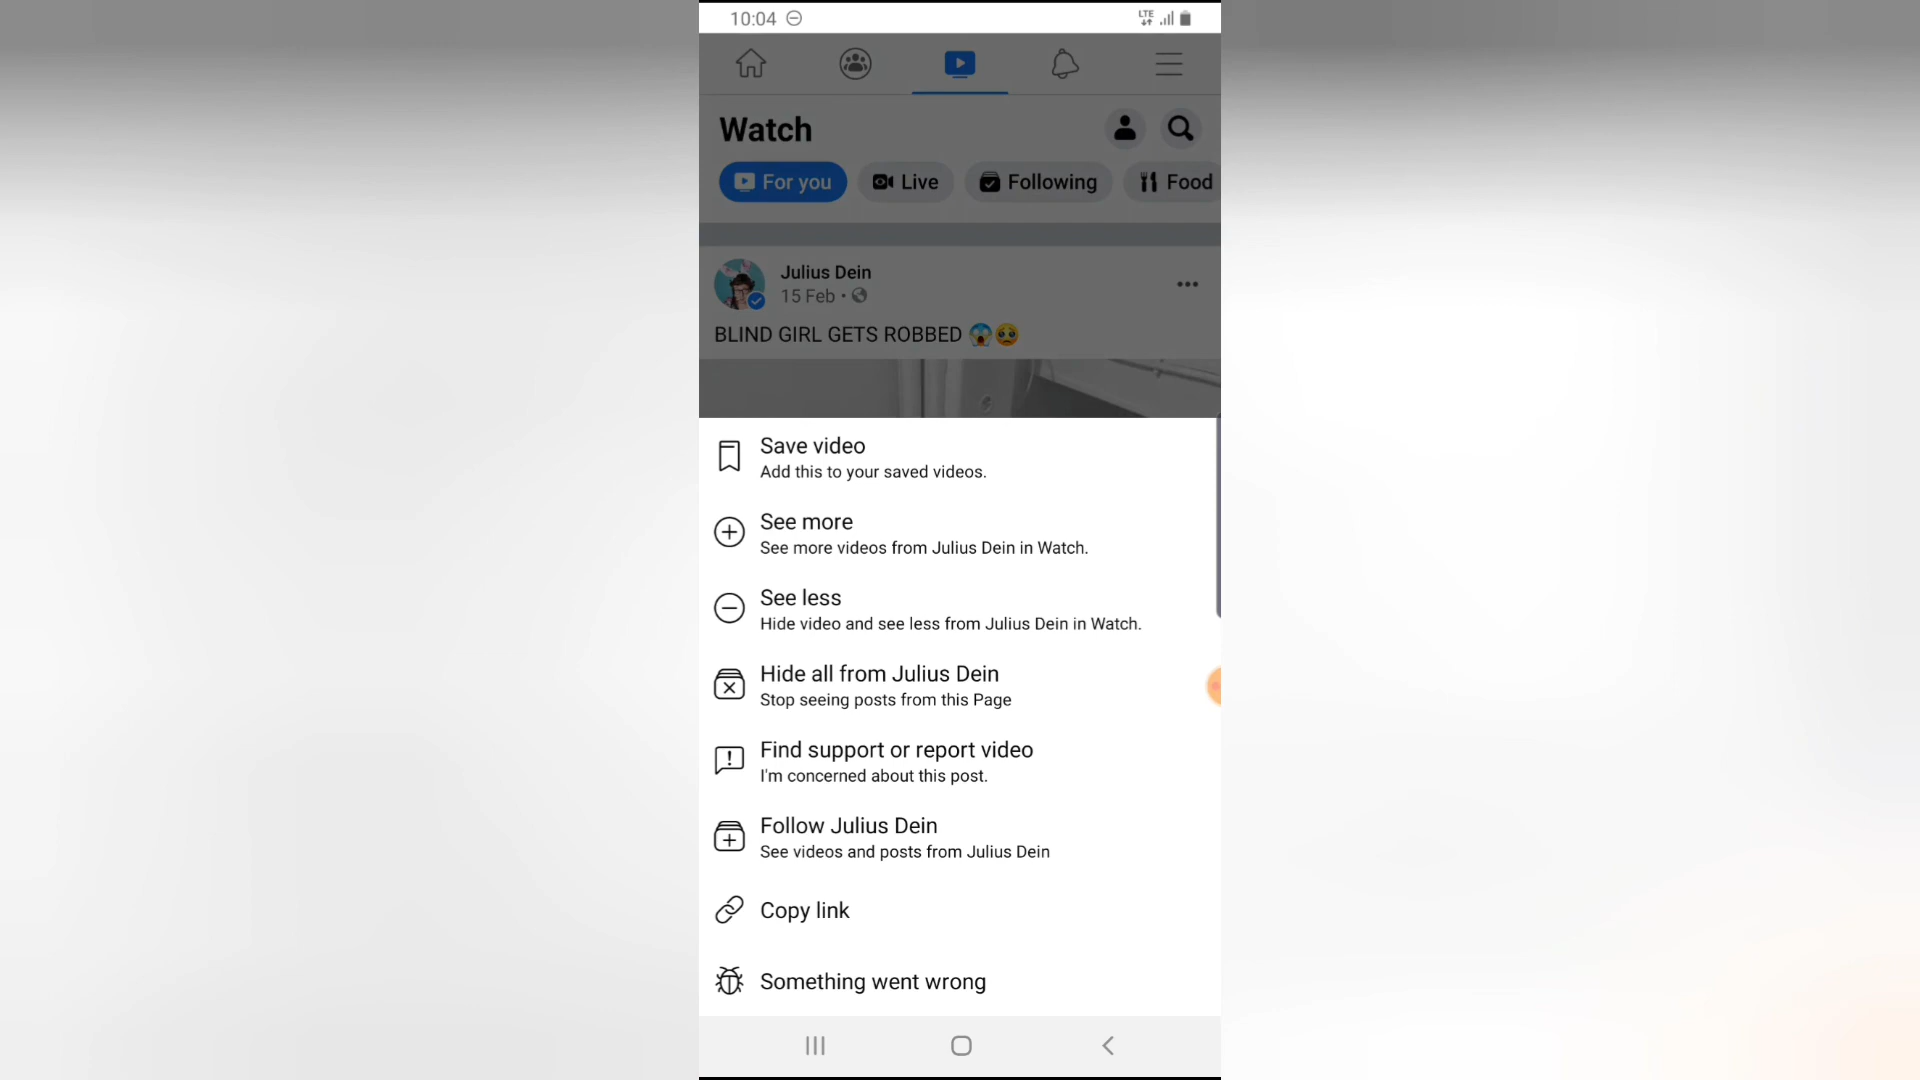 10:04
LTE
Watch
For you
Live
Following
Food
Julius Dein
15 Feb •
BLIND GIRL GETS ROBBED 😱🥺
Save video
Add this to your saved videos.
See more
See more videos from Julius Dein in Watch.
See less
Hide video and see less from Julius Dein in Watch.
Hide all from Julius Dein
Stop seeing posts from this Page
Find support or report video
I'm concerned about this post.
Follow Julius Dein
See videos and posts from Julius Dein
Copy link
Something went wrong